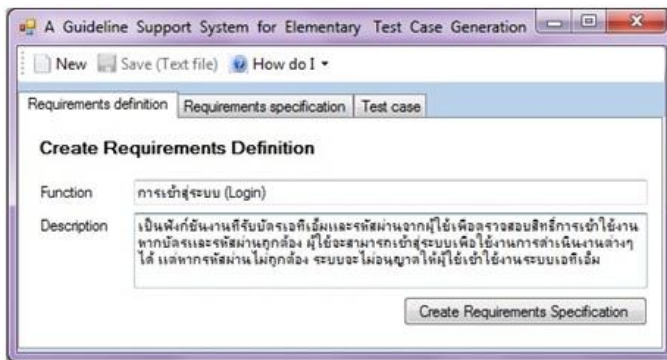 A Guideline Support System for Elementary Test Case Generation
New Save (Text file) How do I
Requirements definition Requirements specification Test case
Create Requirements Definition
Function การเข้าสู่ระบบ (Login)
Description เป็นฟังก์ชันงานที่รับบัตรเอทีเอ็มและรหัสผ่านจากผู้ใช้เพื่อตรวจสอบสิทธิ์การเข้าใช้งาน
หากบัตรและรหัสผ่านถูกต้อง ผู้ใช้จะสามารถเข้าสู่ระบบเพื่อใช้งานการดำเนินงานต่างๆ
ได้ แต่หากรหัสผ่านไม่ถูกต้อง ระบบจะไม่อนุญาตให้ผู้ใช้เข้าใช้งานระบบเอทีเอ็ม
Create Requirements Specification